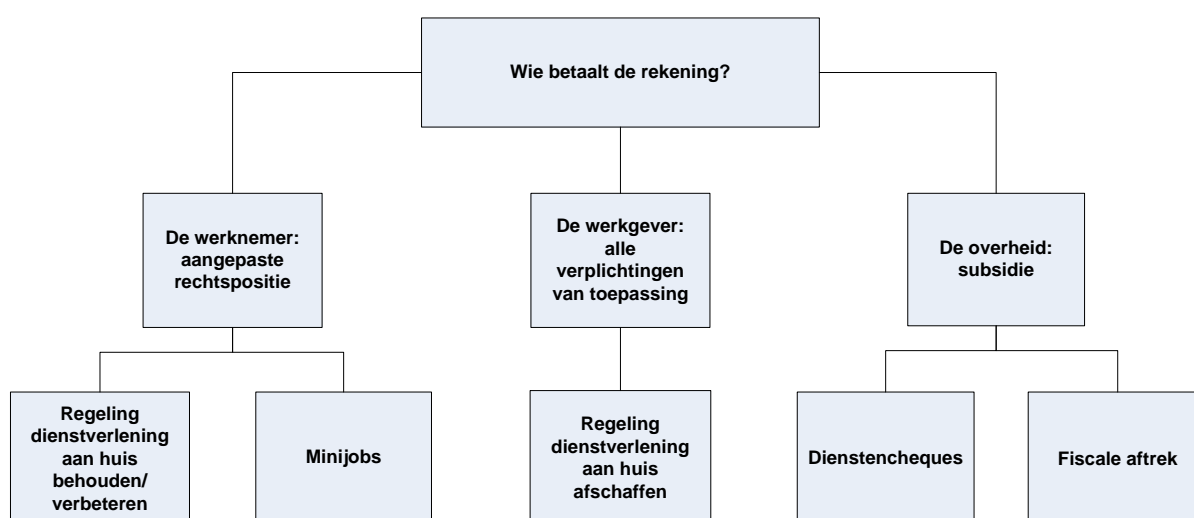 Wie betaalt de rekening?
De werknemer:
aangepaste
rechtspositie
De werkgever:
alle
verplichtingen
van toepassing
De overheid:
subsidie
Regeling
dienstverlening
aan huis
behouden/
verbeteren
Minijobs
Regeling
dienstverlening
aan huis
afschaffen
Dienstencheques
Fiscale aftrek